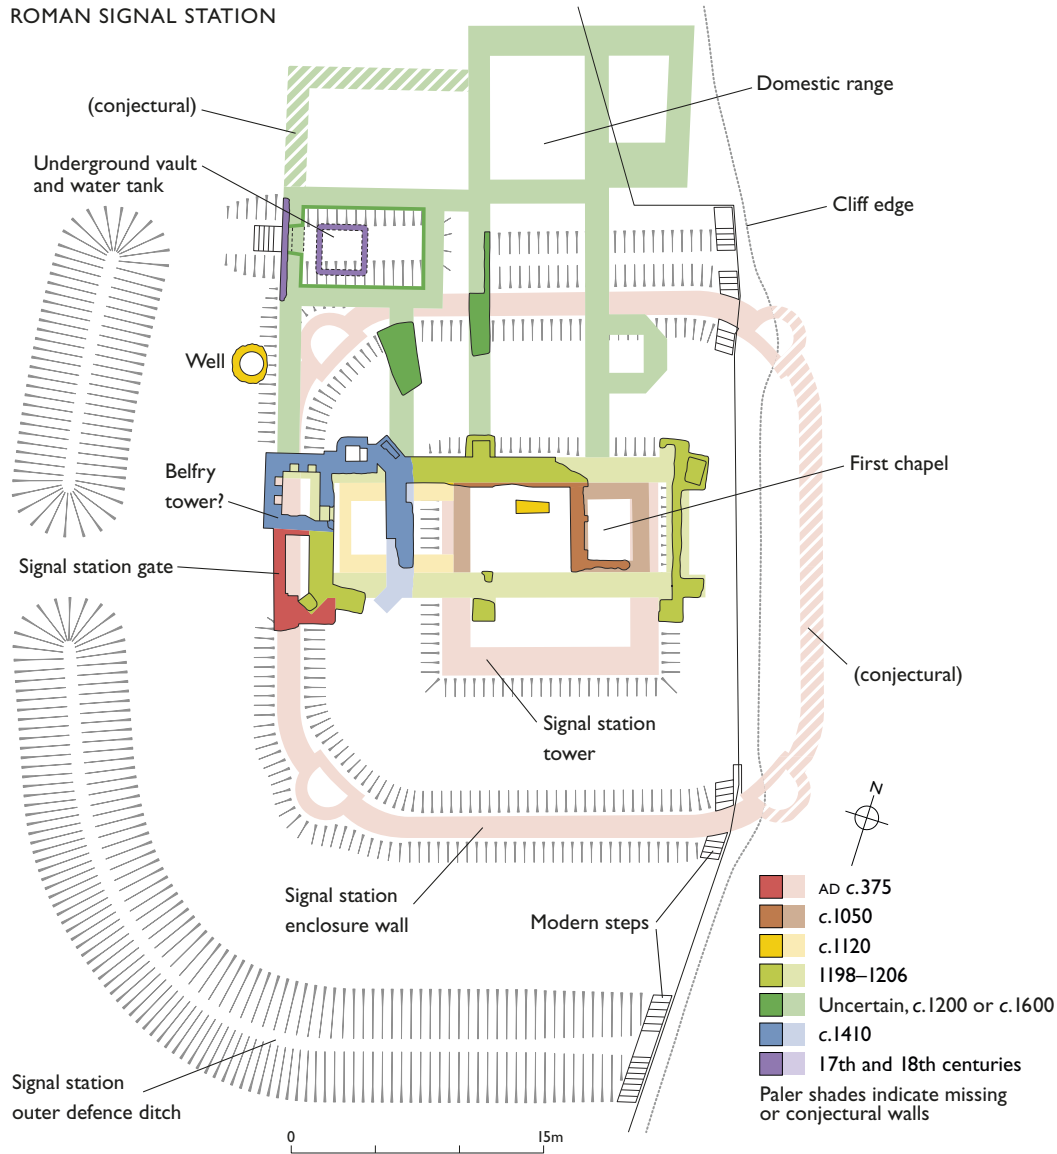 ROMAN SIGNAL STATION
Domestic range
(conjectural)
Underground vault
and water tank
Cliff edge
Well
Belfry
tower?
First chapel
Signal station gate
(conjectural)
Signal station
tower
N
Signal station
enclosure wall
Modern steps
AD c.375
c.1050
c.1120
1198–1206
Uncertain, c.1200 or c.1600
c.1410
17th and 18th centuries
Paler shades indicate missing
or conjectural walls
Signal station
outer defence ditch
0 15m